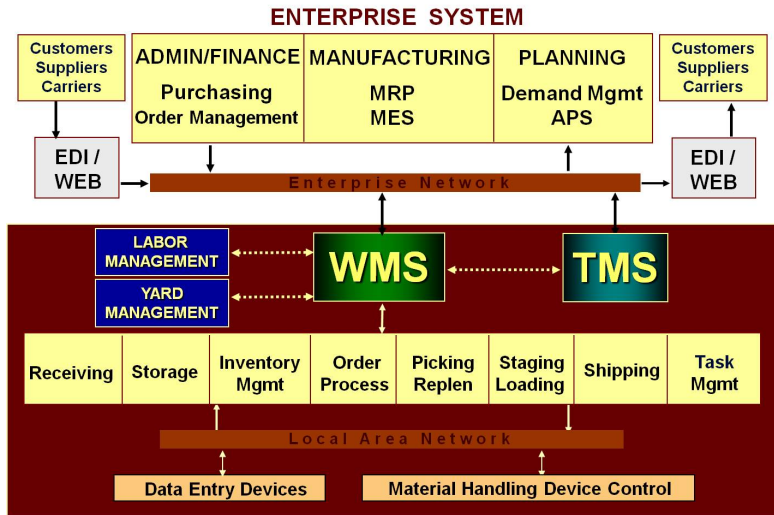 ENTERPRISE SYSTEM
Customers
Suppliers
Carriers
ADMIN/FINANCE
Purchasing
Order Management
MANUFACTURING
MRP
MES
PLANNING
Demand Mgmt
APS
Customers
Suppliers
Carriers
EDI /
WEB
Enterprise Network
EDI /
WEB
LABOR
MANAGEMENT
YARD
MANAGEMENT
WMS
TMS
Receiving
Storage
Inventory
Mgmt
Order
Process
Picking
Replen
Staging
Loading
Shipping
Task
Mgmt
Local Area Network
Data Entry Devices
Material Handling Device Control